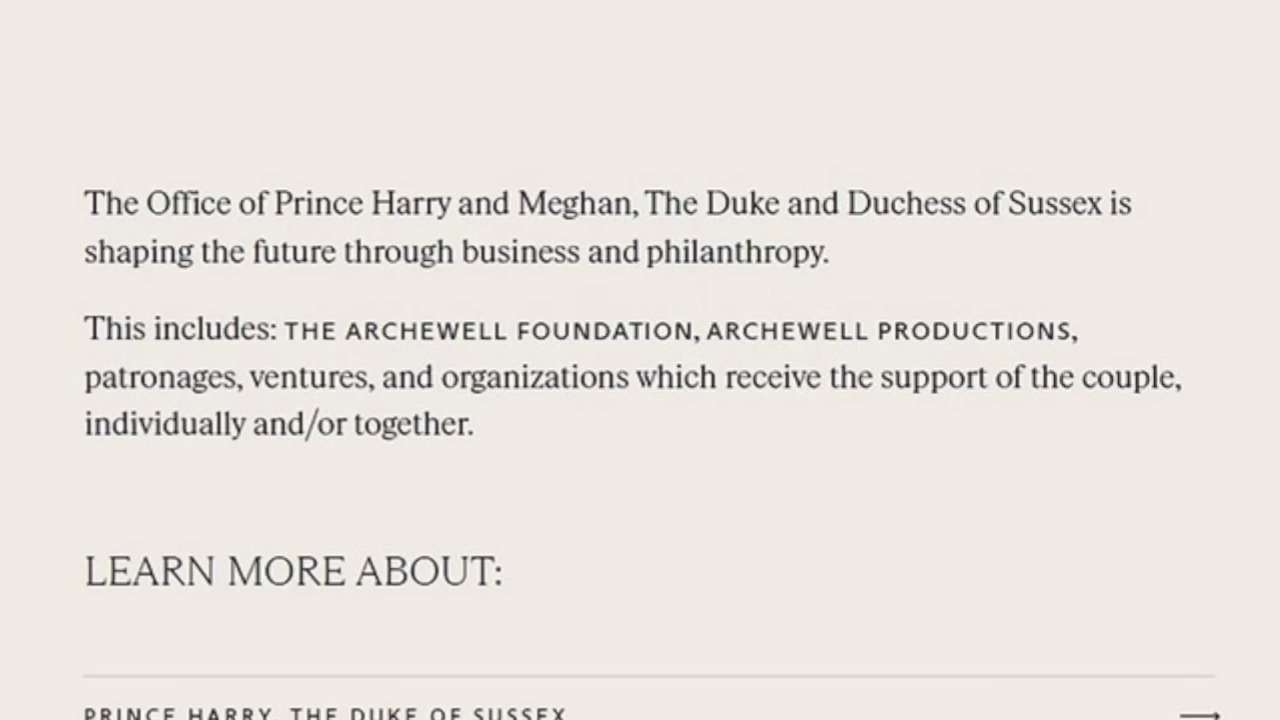 The Office of Prince Harry and Meghan, The Duke and Duchess of Sussex is
shaping the future through business and philanthropy.
This includes: THE ARCHEWELL FOUNDATION, ARCHEWELL PRODUCTIONS,
patronages, ventures, and organizations which receive the support of the couple,
individually and/or together.
LEARN MORE ABOUT:
PRINCE HARRY, THE DUKE OF SUSSEX